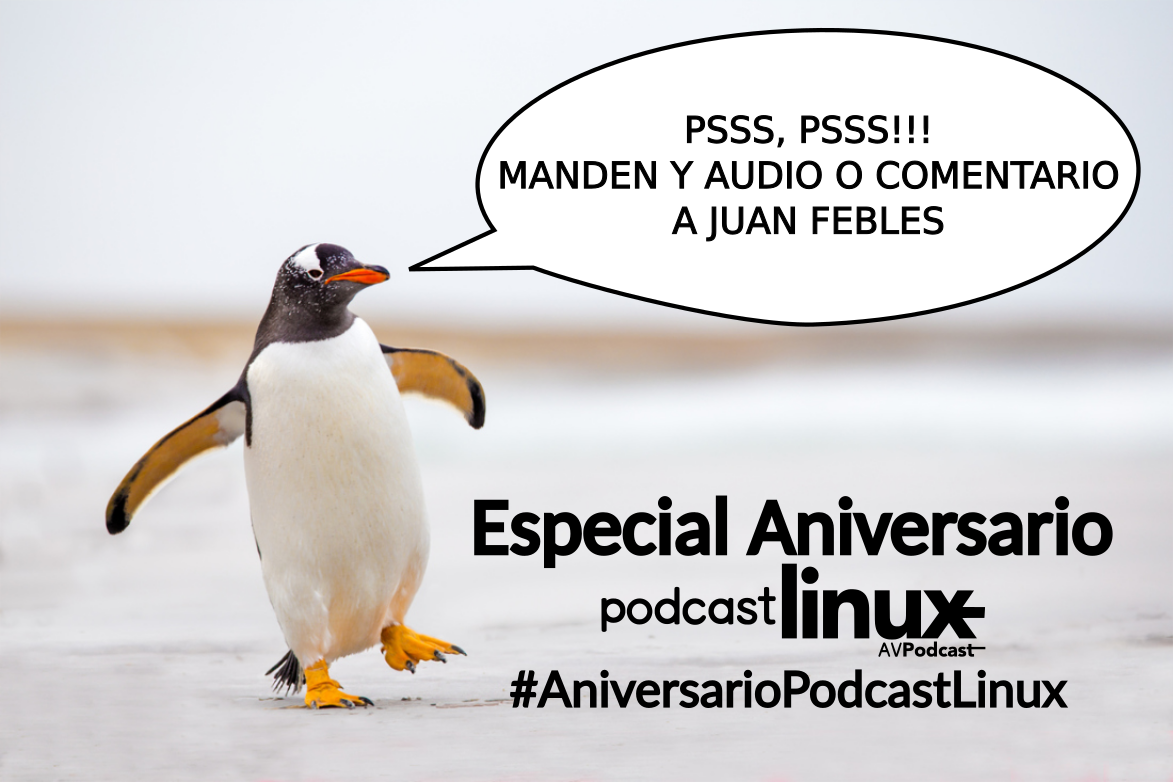 PSSS, PSSS!!!
MANDEN Y AUDIO O COMENTARIO
A JUAN FEBLES
Especial Aniversario
podcast linux
AVPodcast
#AniversarioPodcastLinux